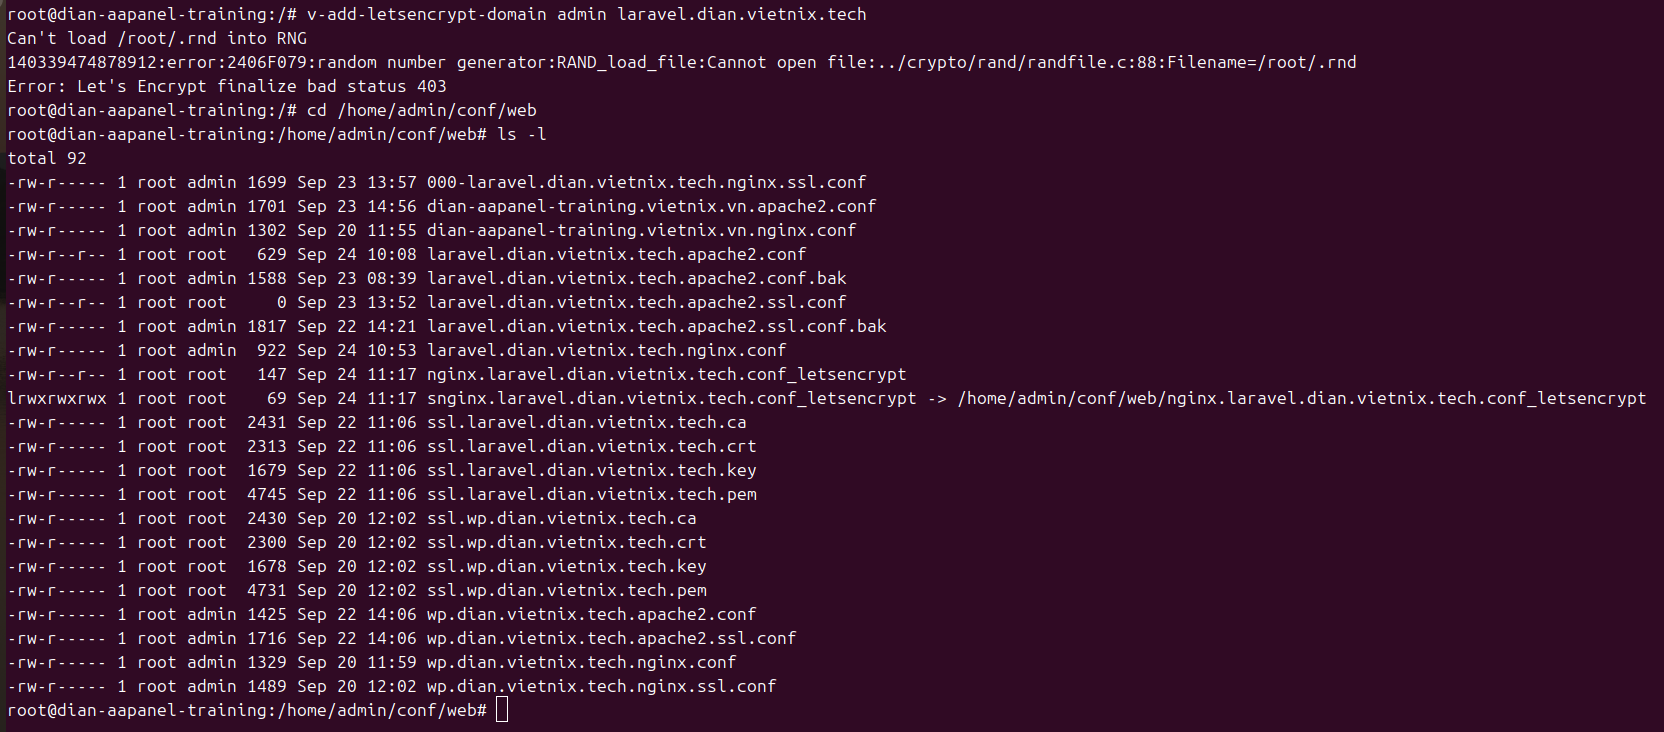 root@dian-aapanel-training:/# v-add-letsencrypt-domain admin laravel.dian.vietnix.tech
Can't load /root/.rnd into RNG
140339474878912:error:2406F079:random number generator:RAND_load_file:Cannot open file:../crypto/rand/randfile.c:88:Filename=/root/.rnd
Error: Let's Encrypt finalize bad status 403
root@dian-aapanel-training:/# cd /home/admin/conf/web
root@dian-aapanel-training:/home/admin/conf/web# ls -l
total 92
-rw-r----- 1 root admin 1699 Sep 23 13:57 000-laravel.dian.vietnix.tech.nginx.ssl.conf
-rw-r----- 1 root admin 1701 Sep 23 14:56 dian-aapanel-training.vietnix.vn.apache2.conf
-rw-r----- 1 root admin 1302 Sep 20 11:55 dian-aapanel-training.vietnix.vn.nginx.conf
-rw-r--r-- 1 root root   629 Sep 24 10:08 laravel.dian.vietnix.tech.apache2.conf
-rw-r----- 1 root admin 1588 Sep 23 08:39 laravel.dian.vietnix.tech.apache2.conf.bak
-rw-r--r-- 1 root root     0 Sep 23 13:52 laravel.dian.vietnix.tech.apache2.ssl.conf
-rw-r----- 1 root admin 1817 Sep 22 14:21 laravel.dian.vietnix.tech.apache2.ssl.conf.bak
-rw-r----- 1 root admin  922 Sep 24 10:53 laravel.dian.vietnix.tech.nginx.conf
-rw-r--r-- 1 root root   147 Sep 24 11:17 nginx.laravel.dian.vietnix.tech.conf_letsencrypt
lrwxrwxrwx 1 root root    69 Sep 24 11:17 snginx.laravel.dian.vietnix.tech.conf_letsencrypt -> /home/admin/conf/web/nginx.laravel.dian.vietnix.tech.conf_letsencrypt
-rw-r----- 1 root root  2431 Sep 22 11:06 ssl.laravel.dian.vietnix.tech.ca
-rw-r----- 1 root root  2313 Sep 22 11:06 ssl.laravel.dian.vietnix.tech.crt
-rw-r----- 1 root root  1679 Sep 22 11:06 ssl.laravel.dian.vietnix.tech.key
-rw-r----- 1 root root  4745 Sep 22 11:06 ssl.laravel.dian.vietnix.tech.pem
-rw-r----- 1 root root  2430 Sep 20 12:02 ssl.wp.dian.vietnix.tech.ca
-rw-r----- 1 root root  2300 Sep 20 12:02 ssl.wp.dian.vietnix.tech.crt
-rw-r----- 1 root root  1678 Sep 20 12:02 ssl.wp.dian.vietnix.tech.key
-rw-r----- 1 root root  4731 Sep 20 12:02 ssl.wp.dian.vietnix.tech.pem
-rw-r----- 1 root admin 1425 Sep 22 14:06 wp.dian.vietnix.tech.apache2.conf
-rw-r----- 1 root admin 1716 Sep 22 14:06 wp.dian.vietnix.tech.apache2.ssl.conf
-rw-r----- 1 root admin 1329 Sep 20 11:59 wp.dian.vietnix.tech.nginx.conf
-rw-r----- 1 root admin 1489 Sep 20 12:02 wp.dian.vietnix.tech.nginx.ssl.conf
root@dian-aapanel-training:/home/admin/conf/web#